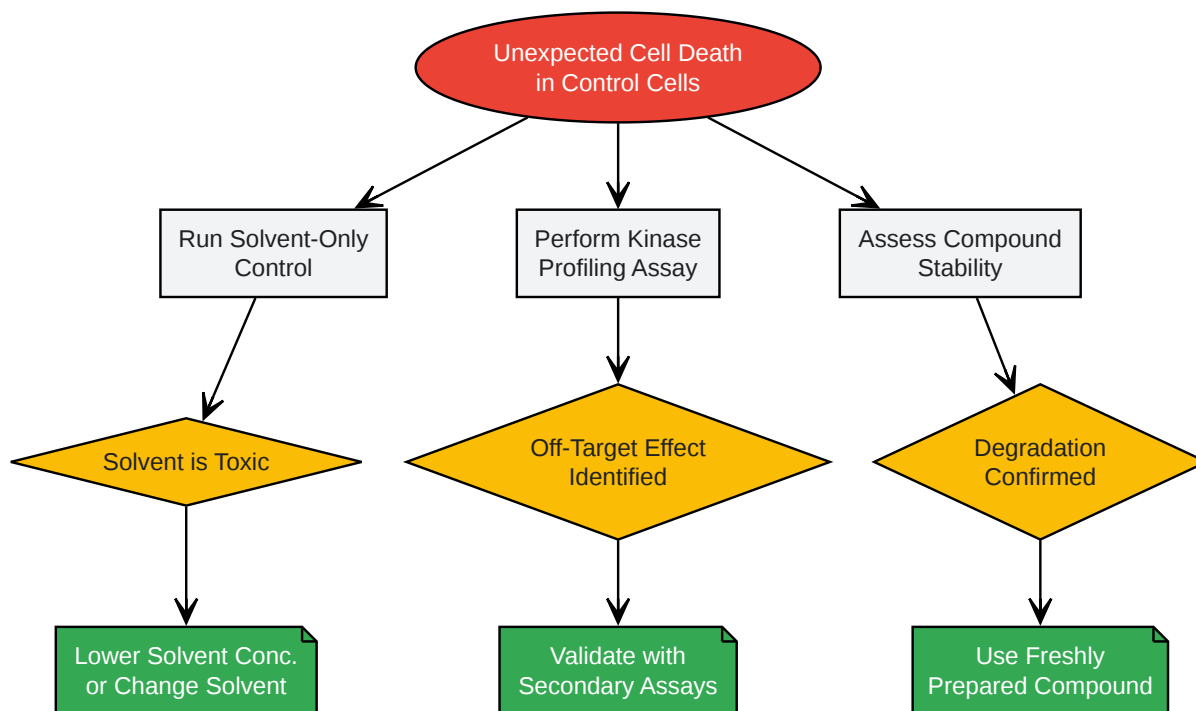 Unexpected Cell Death
in Control Cells
Run Solvent-Only
Control
Perform Kinase
Profiling Assay
Assess Compound
Stability
Solvent is Toxic
Off-Target Effect
Identified
Degradation
Confirmed
Lower Solvent Conc.
or Change Solvent
Validate with
Secondary Assays
Use Freshly
Prepared Compound